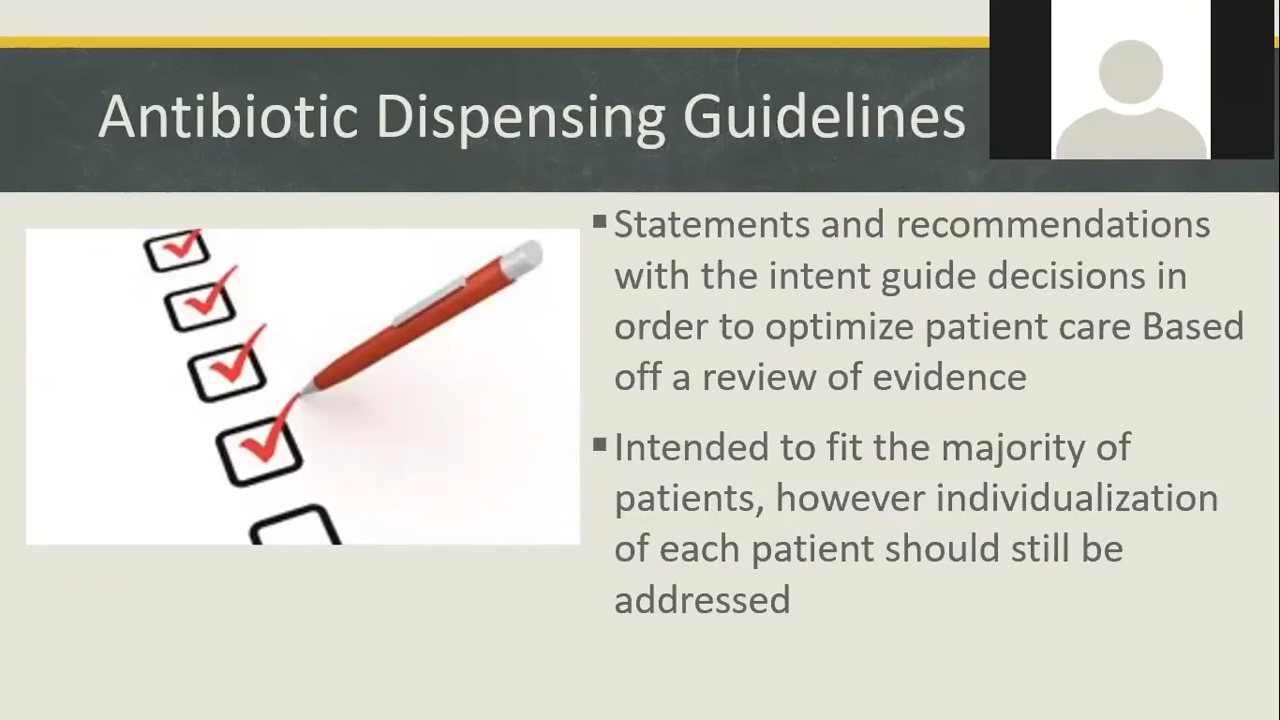 Antibiotic Dispensing Guidelines
▪Statements and recommendations
with the intent guide decisions in
order to optimize patient care Based
off a review of evidence
▪Intended to fit the majority of
patients, however individualization
of each patient should still be
addressed